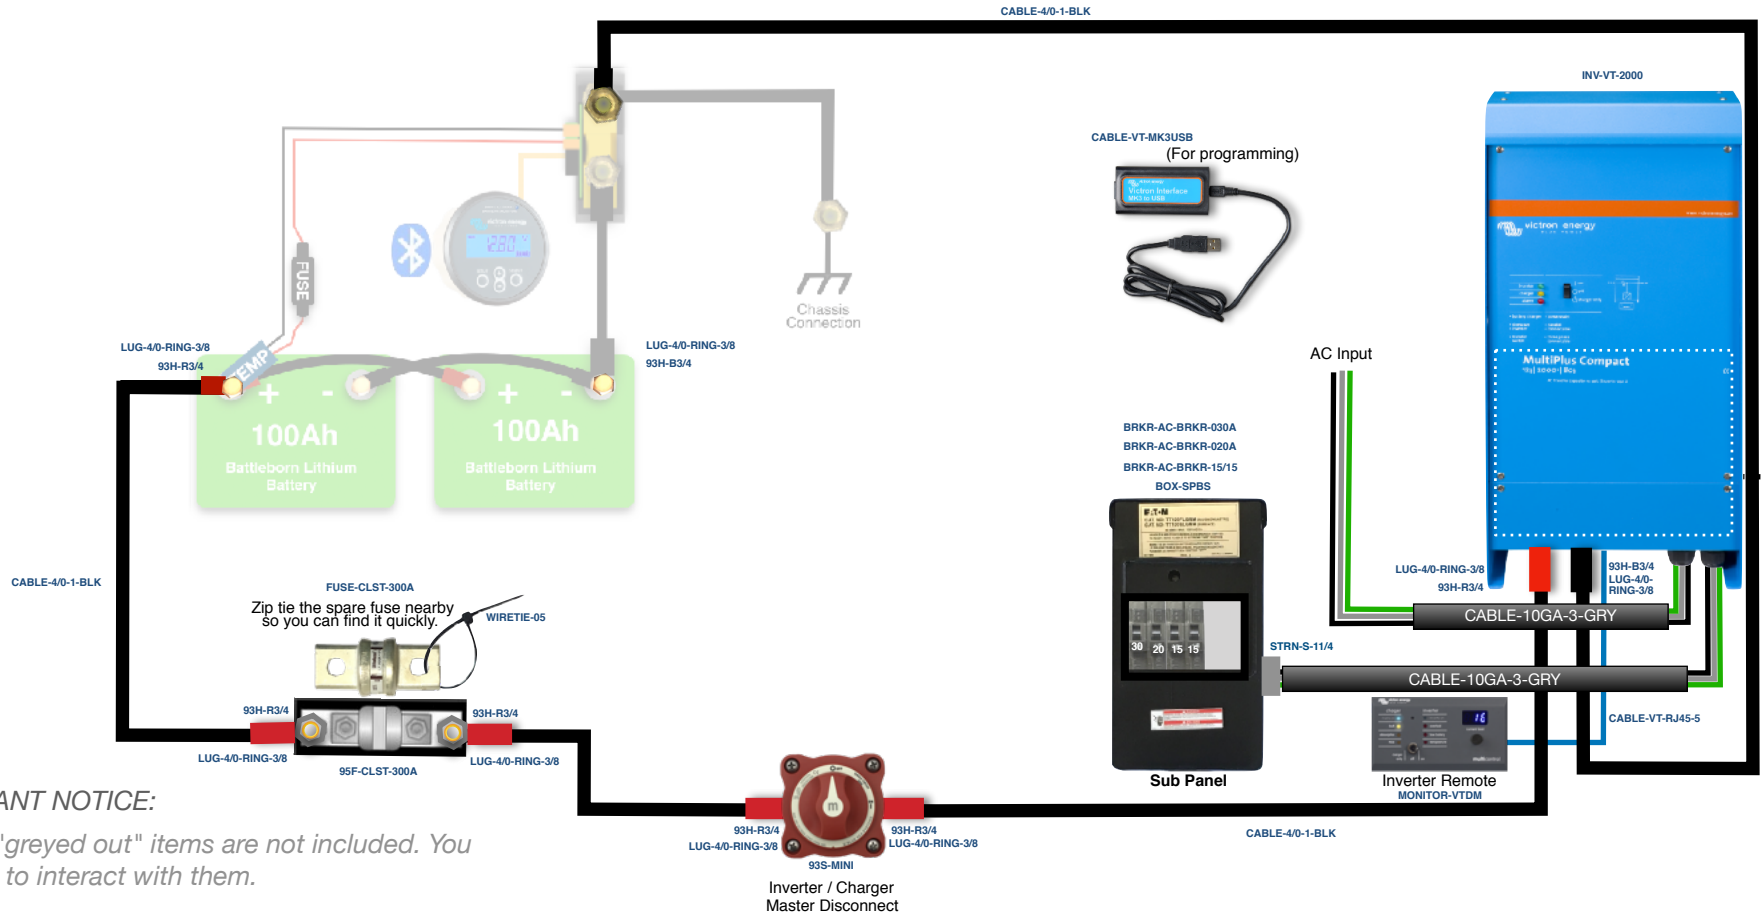 CABLE-4/0-1-BLK
INV-VT-2000
CABLE-VT-MK3USB
(For programming)
Victron Interface
MK3 to USB
victron energy
12.80
FUSE
Chassis
Connection
LUG-4/0-RING-3/8
93H-R3/4
TEMP
LUG-4/0-RING-3/8
93H-B3/4
+ -
+ -
100Ah
Battleborn Lithium
Battery
100Ah
Battleborn Lithium
Battery
AC Input
MultiPlus Compact
BRKR-AC-BRKR-030A
BRKR-AC-BRKR-020A
BRKR-AC-BRKR-15/15
BOX-SPBS
30 20 15 15
Sub Panel
LUG-4/0-RING-3/8
93H-R3/4
93H-B3/4
LUG-4/0-
RING-3/8
CABLE-10GA-3-GRY
STRN-S-11/4
CABLE-10GA-3-GRY
CABLE-VT-RJ45-5
16
Inverter Remote
MONITOR-VTDM
CABLE-4/0-1-BLK
FUSE-CLST-300A
Zip tie the spare fuse nearby
so you can find it quickly.
WIRETIE-05
93H-R3/4
93H-R3/4
LUG-4/0-RING-3/8
LUG-4/0-RING-3/8
95F-CLST-300A
93H-R3/4
LUG-4/0-RING-3/8
93H-R3/4
LUG-4/0-RING-3/8
m
93S-MINI
Inverter / Charger
Master Disconnect
CABLE-4/0-1-BLK
ANT NOTICE:
"greyed out" items are not included. You
to interact with them.